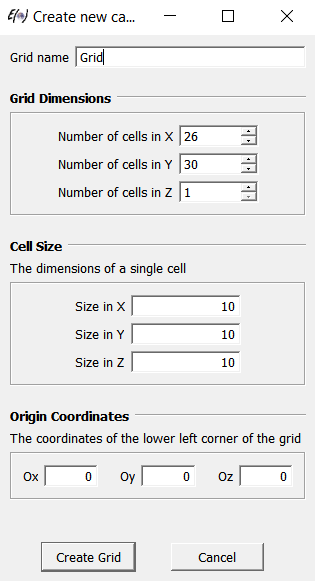 E(∞) Create new ca...
Grid name Grid
Grid Dimensions
Number of cells in X 26
Number of cells in Y 30
Number of cells in Z 1
Cell Size
The dimensions of a single cell
Size in X 10
Size in Y 10
Size in Z 10
Origin Coordinates
The coordinates of the lower left corner of the grid
Ox 0 Oy 0 Oz 0
Create Grid Cancel